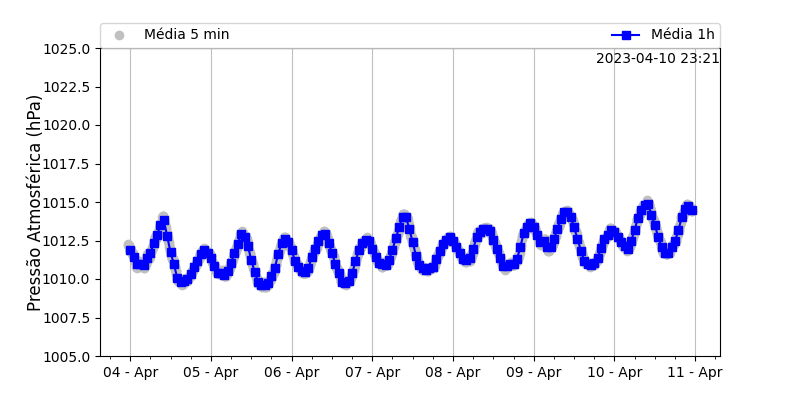 Média 5 min
Média 1h
2023-04-10 23:21
Pressão Atmosférica (hPa)
1025.0
1022.5
1020.0
1017.5
1015.0
1012.5
1010.0
1007.5
1005.0
04 - Apr
05 - Apr
06 - Apr
07 - Apr
08 - Apr
09 - Apr
10 - Apr
11 - Apr